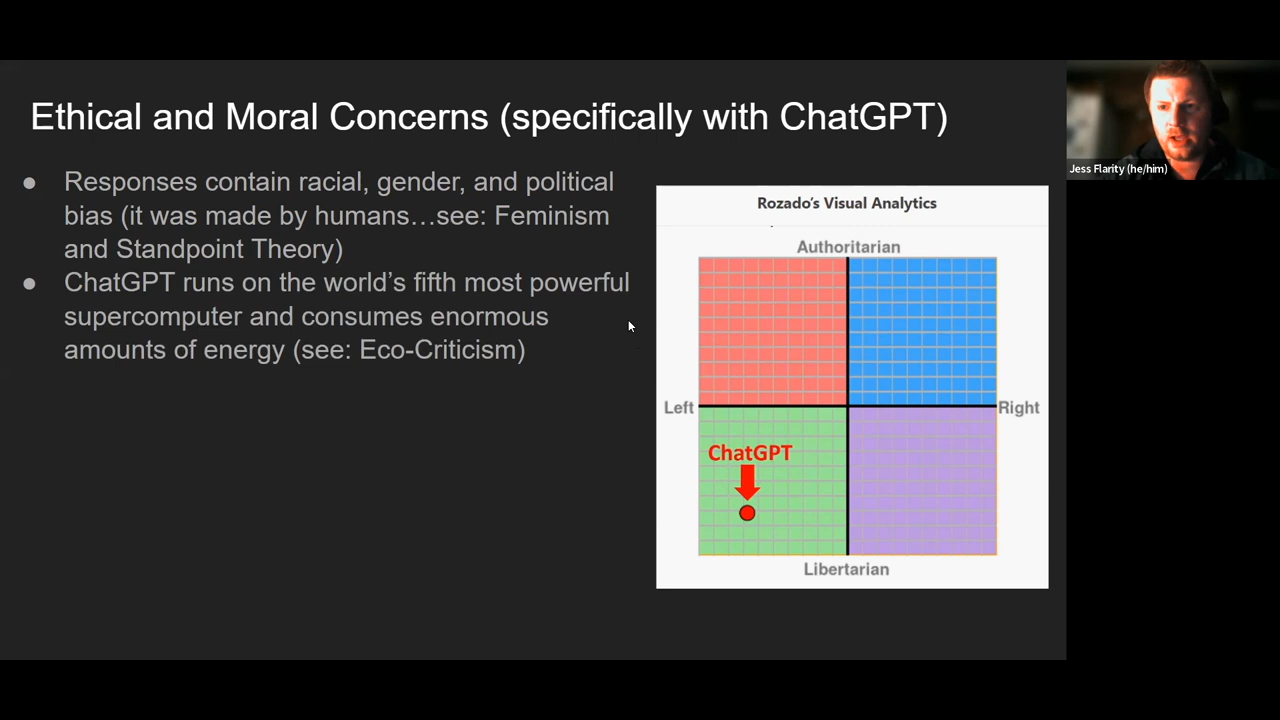 Ethical and Moral Concerns (specifically with ChatGPT)
● Responses contain racial, gender, and political
bias (it was made by humans…see: Feminism
and Standpoint Theory)
● ChatGPT runs on the world’s fifth most powerful
supercomputer and consumes enormous
amounts of energy (see: Eco-Criticism)
Rozado’s Visual Analytics
Authoritarian
Left
Right
ChatGPT
Libertarian
Jess Flarity (he/him)